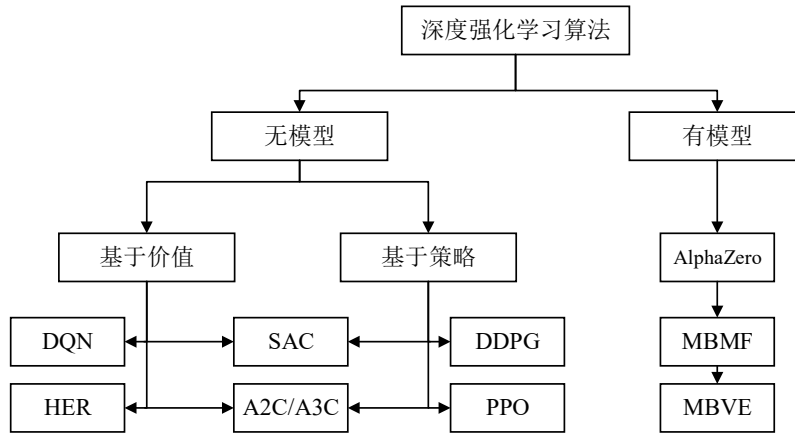 深度强化学习算法
无模型
有模型
基于价值
基于策略
AlphaZero
DQN
SAC
DDPG
MBMF
HER
A2C/A3C
PPO
MBVE